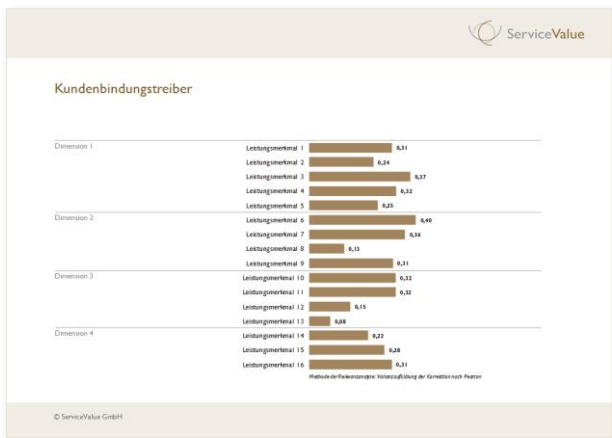 ServiceValue
Kundenbindungstreiber
Dimension 1
Leistungsmerkmal 1 0,31
Leistungsmerkmal 2 0,24
Leistungsmerkmal 3 0,37
Leistungsmerkmal 4 0,32
Leistungsmerkmal 5 0,25
Dimension 2
Leistungsmerkmal 6 0,40
Leistungsmerkmal 7 0,36
Leistungsmerkmal 8 0,13
Leistungsmerkmal 9 0,31
Dimension 3
Leistungsmerkmal 10 0,32
Leistungsmerkmal 11 0,32
Leistungsmerkmal 12 0,15
Leistungsmerkmal 13 0,08
Dimension 4
Leistungsmerkmal 14 0,22
Leistungsmerkmal 15 0,28
Leistungsmerkmal 16 0,31
Methode der Relevanzanalyse: Varianzaufklärung der Korrelation nach Pearson
© ServiceValue GmbH